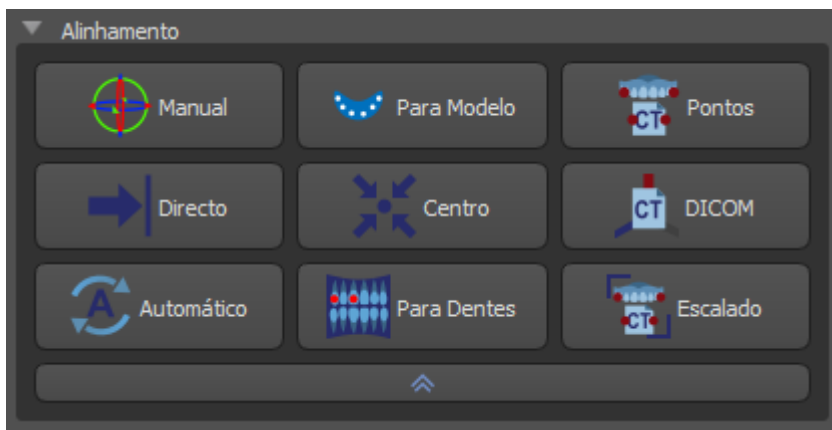 Alinhamento
Manual
Para Modelo
CT
Pontos
Directo
Centro
CT
DICOM
A
Automático
Para Dentes
CT
Escalado